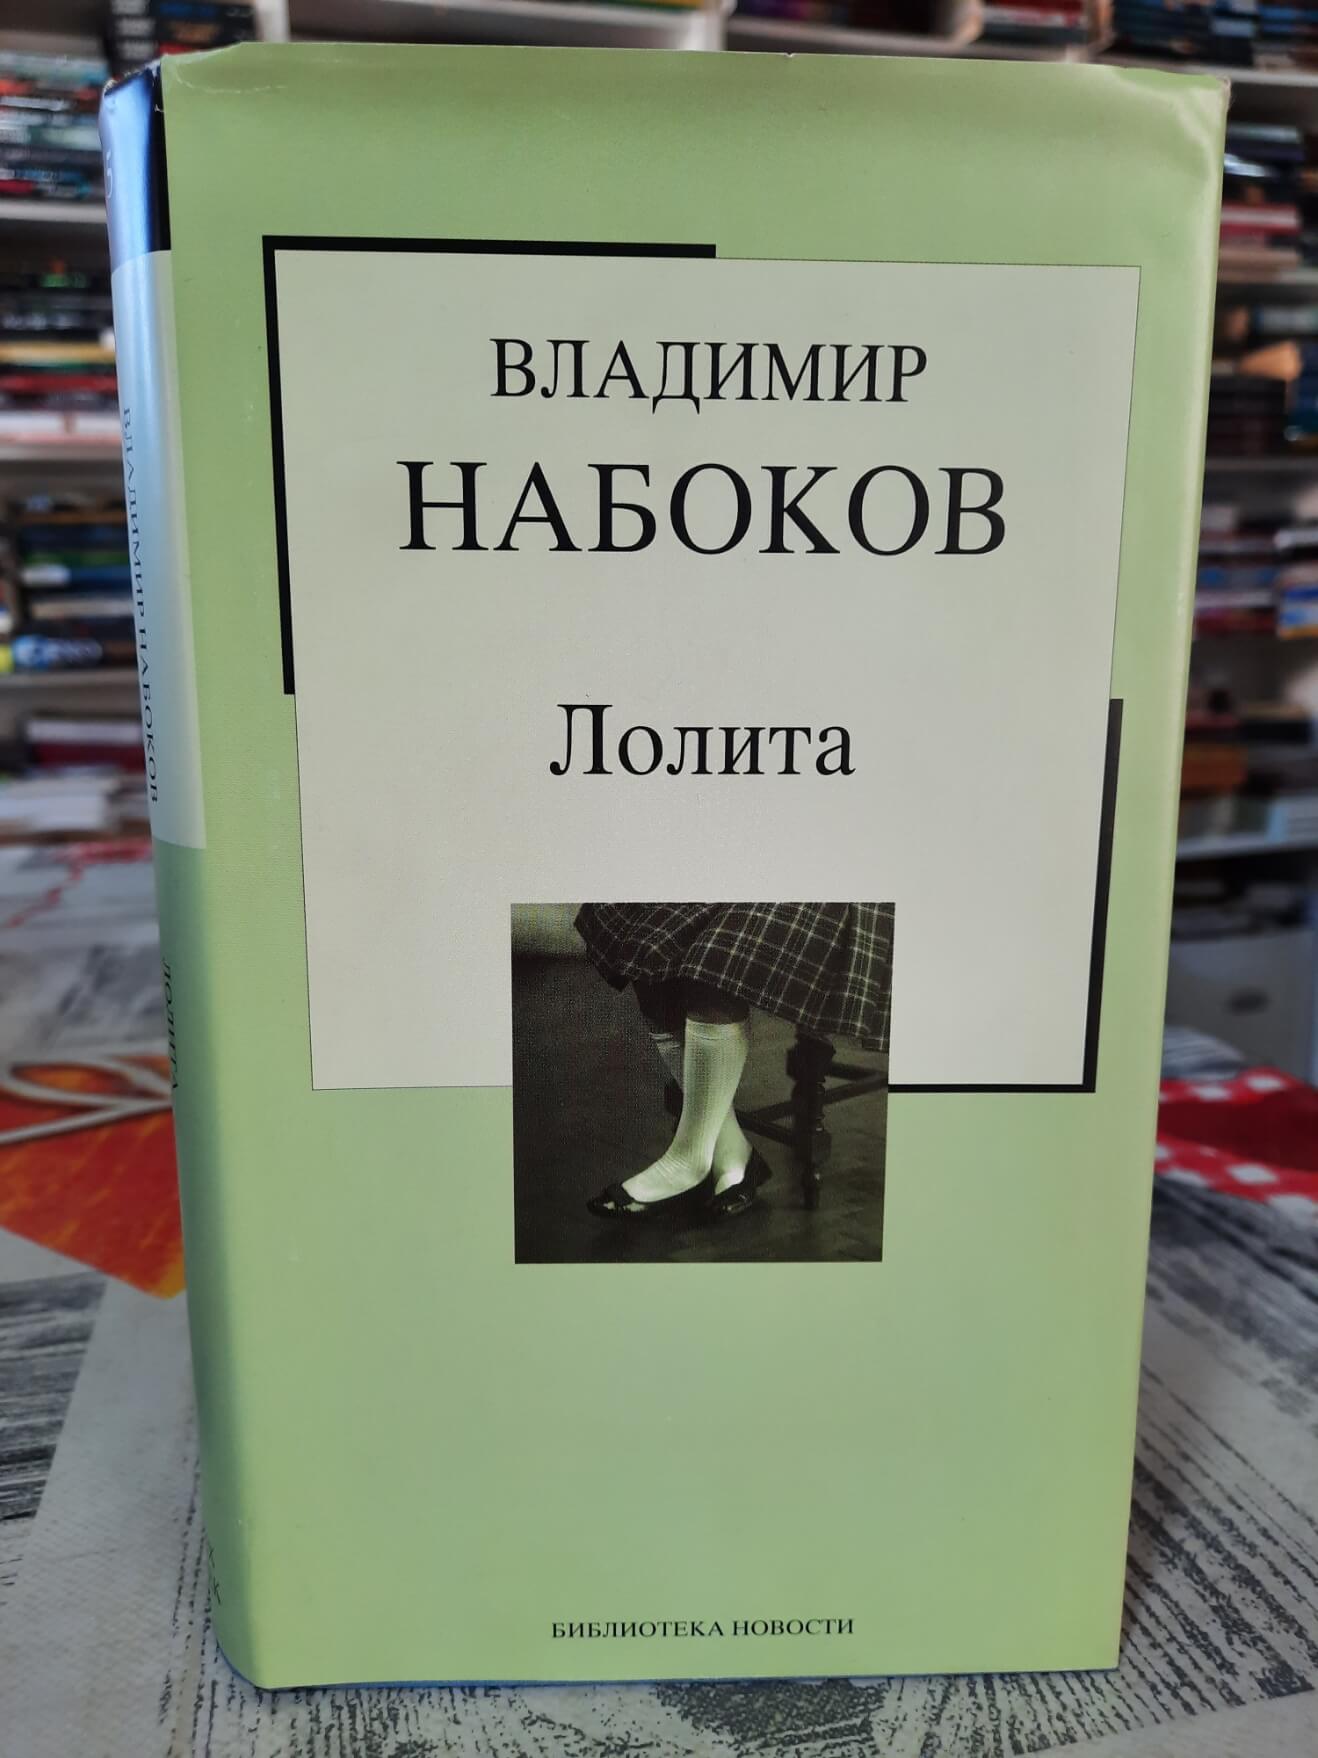 ВЛАДИМИР
НАБОКОВ
Лолита
БИБЛИОТЕКА НОВОСТИ
ВЛАДИМИР НАБОКОВ
ЛОЛИТА